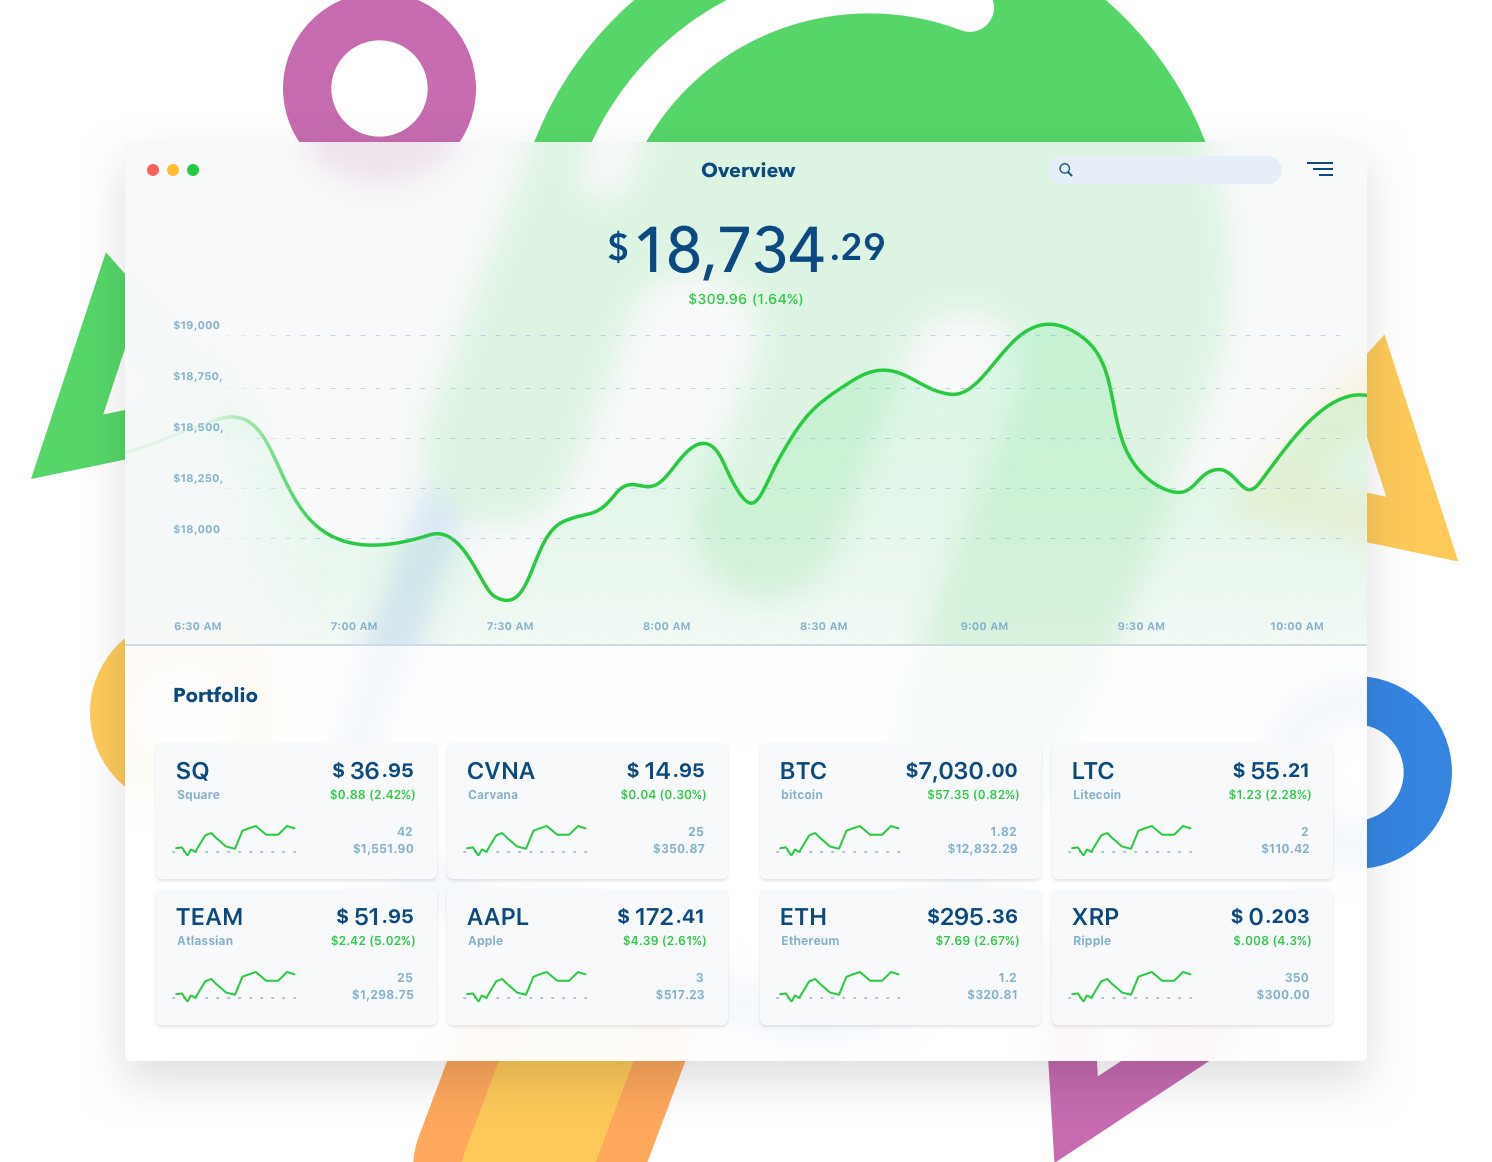 Overview
$18,734.29
$309.96 (1.64%)
$19,000
$18,750,
$18,500,
$18,250,
$18,000
6:30 AM 7:00 AM 7:30 AM 8:00 AM 8:30 AM 9:00 AM 9:30 AM 10:00 AM
Portfolio
SQ $ 36.95
Square $0.88 (2.42%)
42
$1,551.90
CVNA $ 14.95
Carvana $0.04 (0.30%)
25
$350.87
BTC $7,030.00
bitcoin $57.35 (0.82%)
1.82
$12,832.29
LTC $ 55.21
Litecoin $1.23 (2.28%)
2
$110.42
TEAM $ 51.95
Atlassian $2.42 (5.02%)
25
$1,298.75
AAPL $ 172.41
Apple $4.39 (2.61%)
3
$517.23
ETH $295.36
Ethereum $7.69 (2.67%)
1.2
$320.81
XRP $ 0.203
Ripple $.008 (4.3%)
350
$300.00